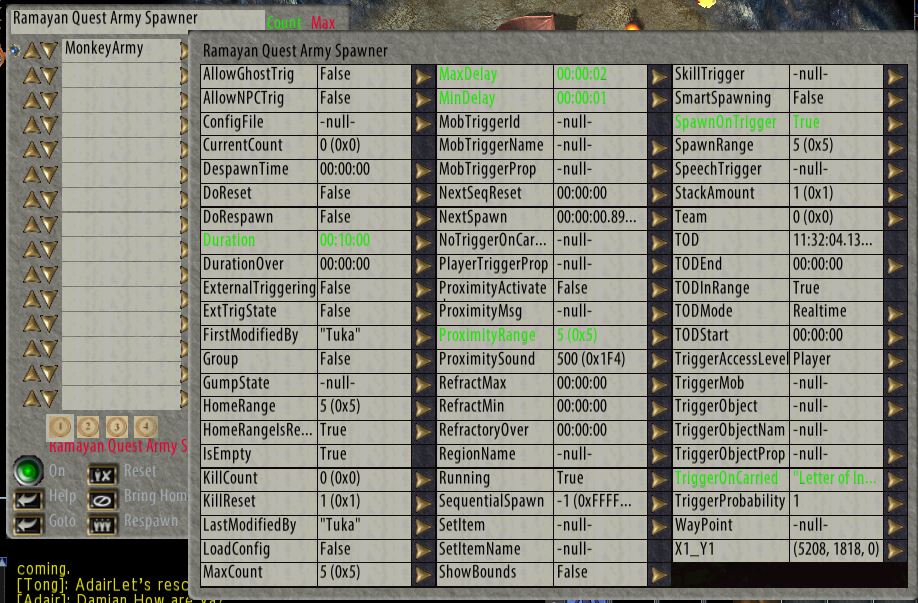 Ramayan Quest Army Spawner
Count Max
MonkeyArmy
Ramayan Quest Army Spawner
AllowGhostTrig False
AllowNPCTrig False
ConfigFile -null-
CurrentCount 0 (0x0)
DespawnTime 00:00:00
DoReset False
DoRespawn False
Duration 00:10:00
DurationOver 00:00:00
ExternalTriggering False
ExtTrigState False
FirstModifiedBy "Tuka"
Group False
GumpState -null-
HomeRange 5 (0x5)
HomeRangeIsRe... True
IsEmpty True
KillCount 0 (0x0)
KillReset 1 (0x1)
LastModifiedBy "Tuka"
LoadConfig False
MaxCount 5 (0x5)
MaxDelay 00:00:02
MinDelay 00:00:01
MobTriggerId -null-
MobTriggerName -null-
MobTriggerProp -null-
NextSeqReset 00:00:00
NextSpawn 00:00:00.89...
NoTriggerOnCar... -null-
PlayerTriggerProp -null-
ProximityActivate False
ProximityMsg -null-
ProximityRange 5 (0x5)
ProximitySound 500 (0x1F4)
RefractMax 00:00:00
RefractMin 00:00:00
RefractoryOver 00:00:00
RegionName -null-
Running True
SequentialSpawn -1 (0xFFFF...
SetItem -null-
SetItemName -null-
ShowBounds False
SkillTrigger -null-
SmartSpawning False
SpawnOnTrigger True
SpawnRange 5 (0x5)
SpeechTrigger -null-
StackAmount 1 (0x1)
Team 0 (0x0)
TOD 11:32:04.13...
TODEnd 00:00:00
TODInRange True
TODMode Realtime
TODStart 00:00:00
TriggerAccessLevel Player
TriggerMob -null-
TriggerObject -null-
TriggerObjectNam -null-
TriggerObjectProp -null-
TriggerOnCarried "Letter of In...
TriggerProbability 1
WayPoint -null-
X1_Y1 (5208, 1818, 0)
1 2 3 4
Ramayan Quest Army S
On Reset
Help Bring Hom
Goto Respawn
coming.
[Tong]: AdairLet's resc
[Adair]: Damian How are ya?